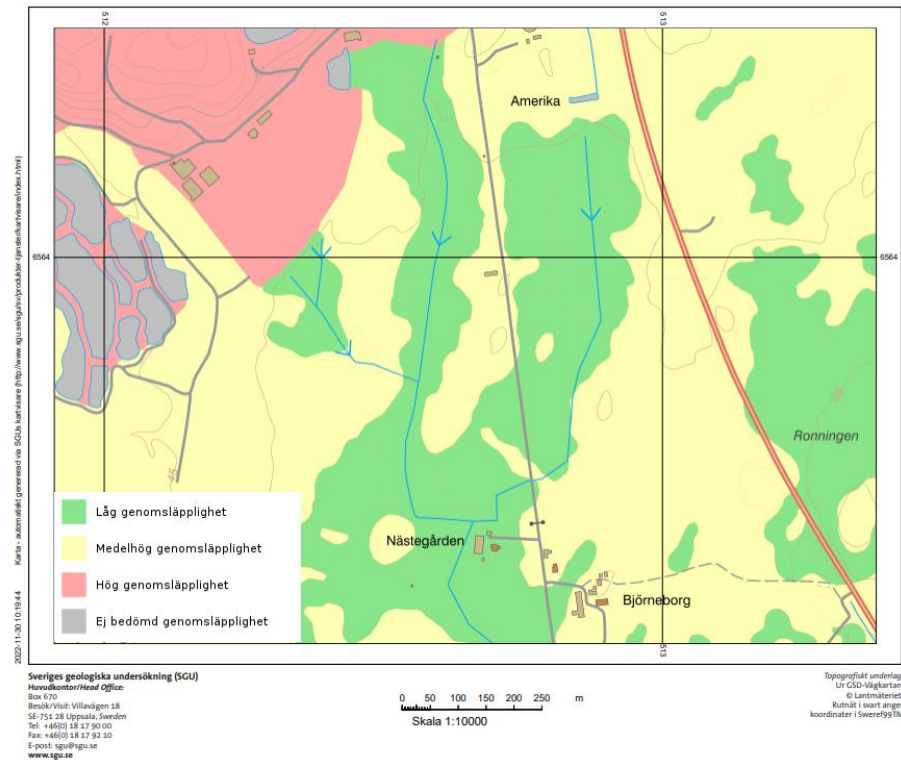 512
513
Amerika
6564
6564
Ronningen
45
Låg genomsläpplighet
Medelhög genomsläpplighet
Hög genomsläpplighet
Ej bedömd genomsläpplighet
Nästegården
Björneborg
513
Karta - automatiskt genererad via SGUs kartvisare (http://www.sgu.se/sgu/sv/produkter-tjanster/kartvisare/index.html)
2022-11-30 10:19:44
Sveriges geologiska undersökning (SGU)
Huvudkontor/Head Office:
Box 670
Besök/Visit: Villavägen 18
SE-751 28 Uppsala, Sweden
Tel: +46(0) 18 17 90 00
Fax: +46(0) 18 17 92 10
E-post: sgu@sgu.se
www.sgu.se
0 50 100 150 200 250 m
Skala 1:10000
Topografiskt underlag
Ur GSD-Vägkartan
© Lantmäteriet
Rutnät i svart anger
koordinater i Sweref99TM